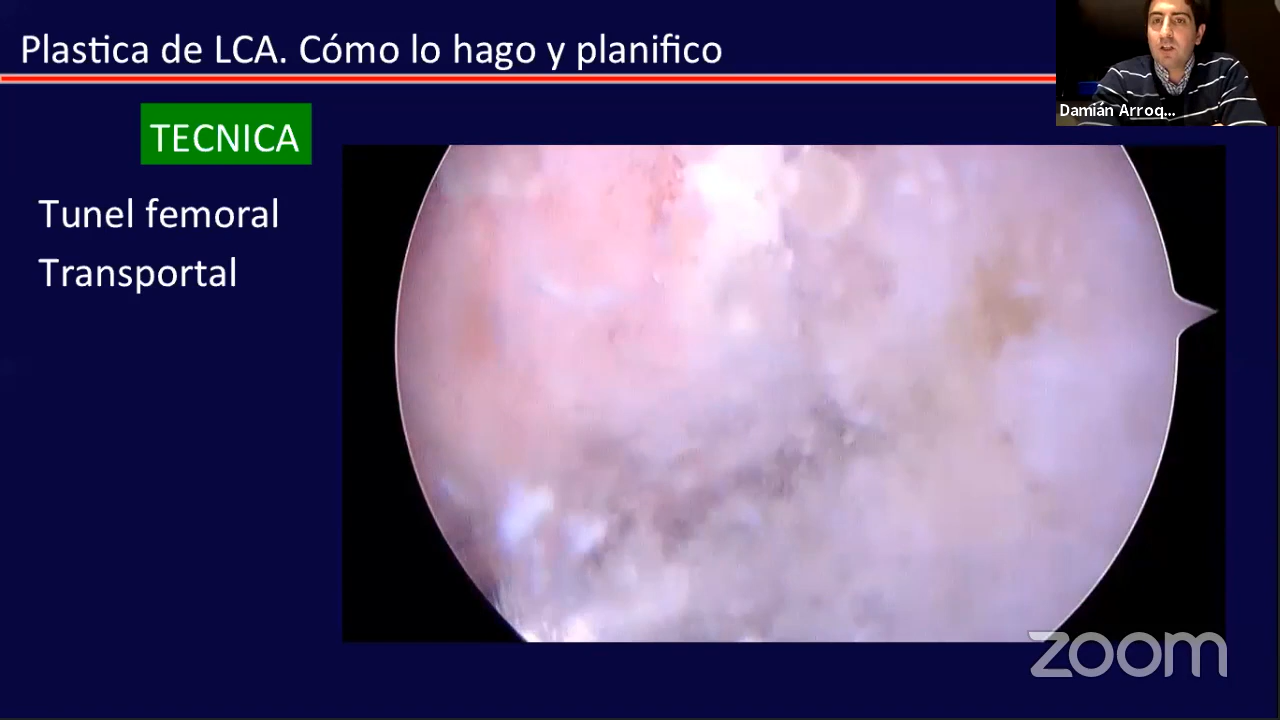 Plastica de LCA. Cómo lo hago y planifico
Damián Arroq...
TECNICA
Tunel femoral
Transportal
zoom